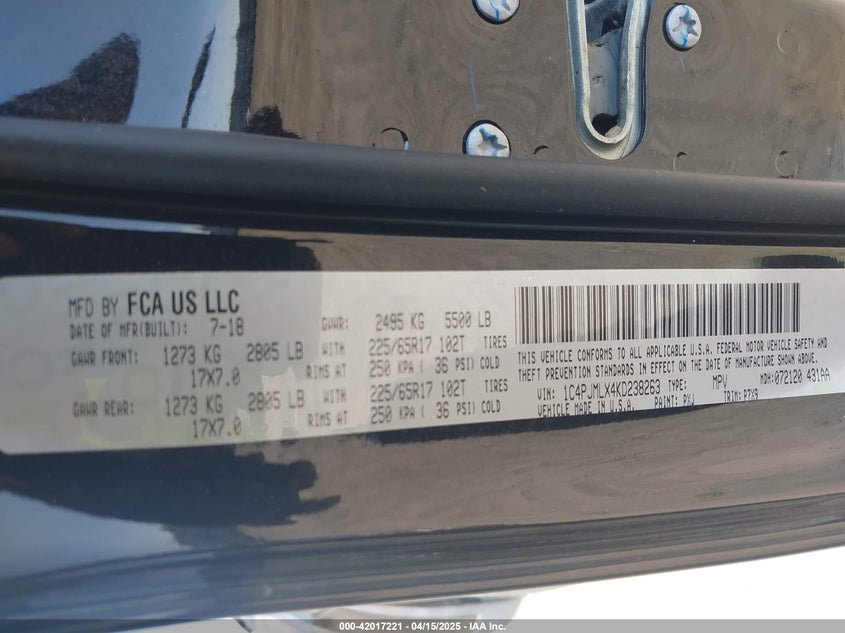 MFD BY FCA US LLC
DATE OF MFR(BUILT): 7-18 GVWR: 2495 KG 5500 LB
GAWR FRONT: 1273 KG 2805 LB WITH 225/65R17 102T TIRES
17X7.0 RIMS AT 250 KPA ( 36 PSI) COLD
GAWR REAR: 1273 KG 2805 LB WITH 225/65R17 102T TIRES
17X7.0 RIMS AT 250 KPA ( 36 PSI) COLD
THIS VEHICLE CONFORMS TO ALL APPLICABLE U.S.A. FEDERAL MOTOR VEHICLE SAFETY AND
THEFT PREVENTION STANDARDS IN EFFECT ON THE DATE OF MANUFACTURE SHOWN ABOVE.
VIN: 1C4PJMLX4KD238263 TYPE: MPV MDH: 072120 431AA
VEHICLE MADE IN U.S.A. PAINT: PXJ TRIM: P7X9
000-42017221 | 04/15/2025 | IAA Inc.